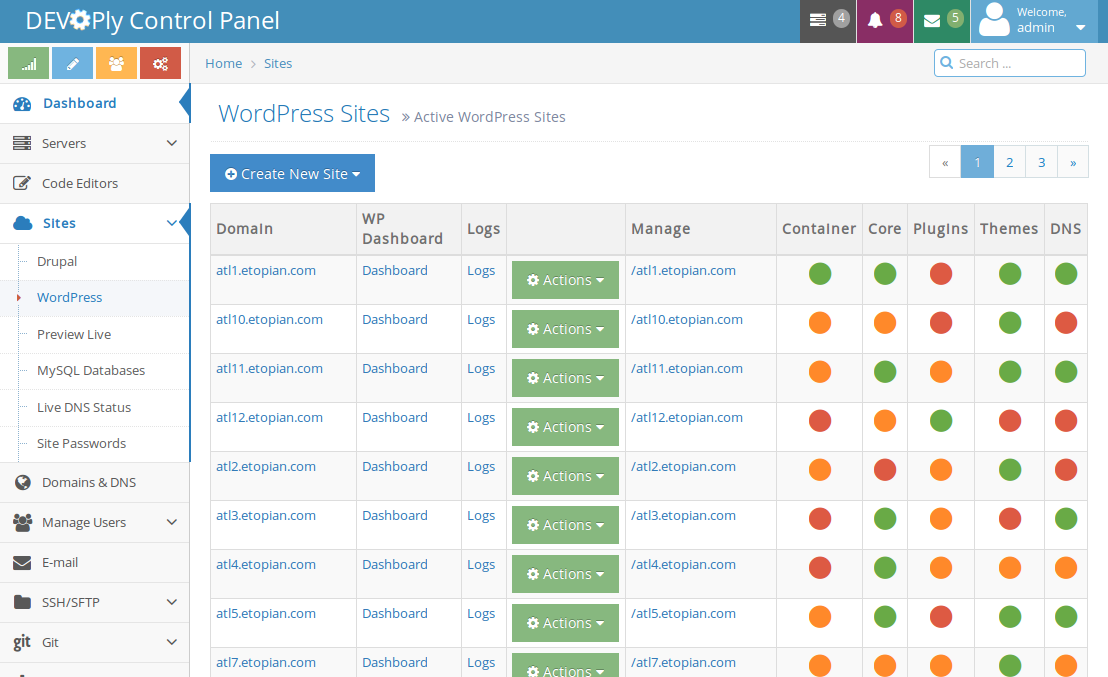 DEVPly Control Panel
4
8
5
Welcome,
admin
Home > Sites
Search ...
Dashboard
Servers
Code Editors
Sites
Drupal
WordPress
Preview Live
MySQL Databases
Live DNS Status
Site Passwords
Domains & DNS
Manage Users
E-mail
SSH/SFTP
git Git
WordPress Sites » Active WordPress Sites
Create New Site
« 1 2 3 »
Domain WP Dashboard Logs Manage Container Core PlugIns Themes DNS
atl1.etopian.com Dashboard Logs Actions /atl1.etopian.com
atl10.etopian.com Dashboard Logs Actions /atl10.etopian.com
atl11.etopian.com Dashboard Logs Actions /atl11.etopian.com
atl12.etopian.com Dashboard Logs Actions /atl12.etopian.com
atl2.etopian.com Dashboard Logs Actions /atl2.etopian.com
atl3.etopian.com Dashboard Logs Actions /atl3.etopian.com
atl4.etopian.com Dashboard Logs Actions /atl4.etopian.com
atl5.etopian.com Dashboard Logs Actions /atl5.etopian.com
atl7.etopian.com Dashboard Logs Actions /atl7.etopian.com